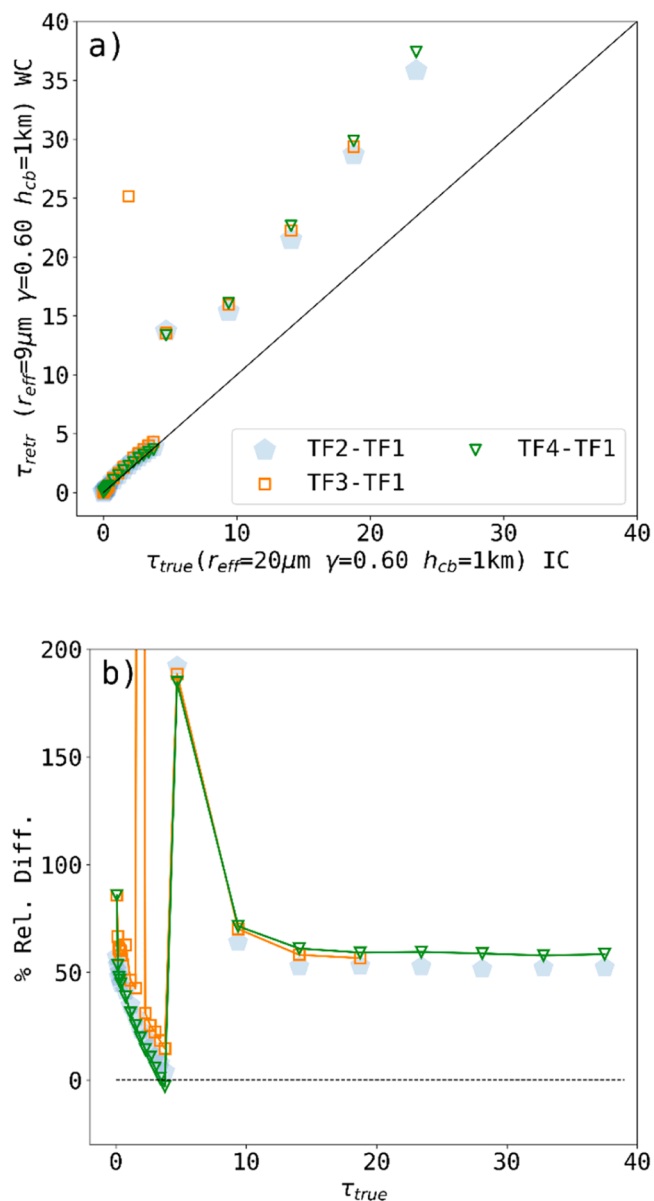 a)
40
35
30
25
20
15
10
5
0
τretr (reff=9μm γ=0.60 hcb=1km) WC
TF2-TF1
TF4-TF1
TF3-TF1
0 10 20 30 40
τtrue(reff=20μm γ=0.60 hcb=1km) IC
b)
200
150
100
50
0
% Rel. Diff.
0 10 20 30 40
τtrue